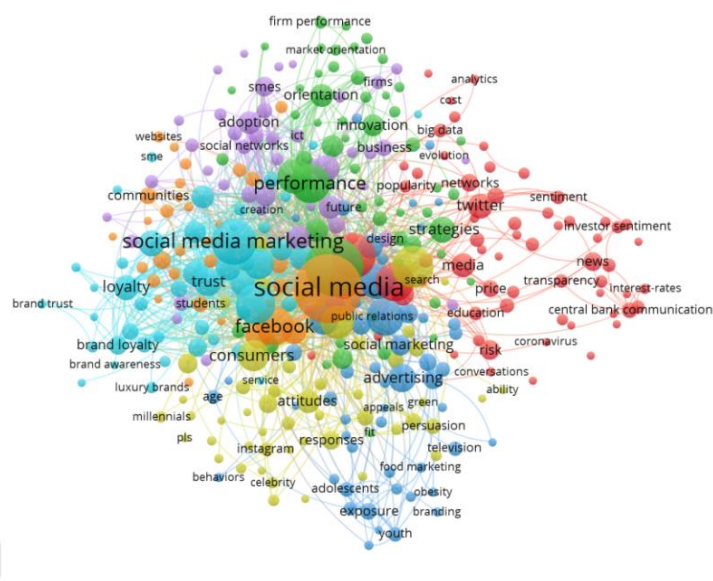 firm performance
market orientation
analytics
smes
firms
orientation
cost
adoption
innovation
big data
websites
ict
social networks
business
sme
evolution
performance
popularity
networks
communities
sentiment
creation
future
twitter
investor sentiment
strategies
social media marketing
design
news
media
search
trust
social media
price
transparency
interest-rates
loyalty
brand trust
students
central bank communication
public relations
education
facebook
brand loyalty
social marketing
coronavirus
consumers
risk
brand awareness
conversations
service
advertising
luxury brands
ability
age
attitudes
green
appeals
millennials
persuasion
fit
pls
responses
instagram
television
food marketing
behaviors
celebrity
adolescents
obesity
exposure
branding
youth